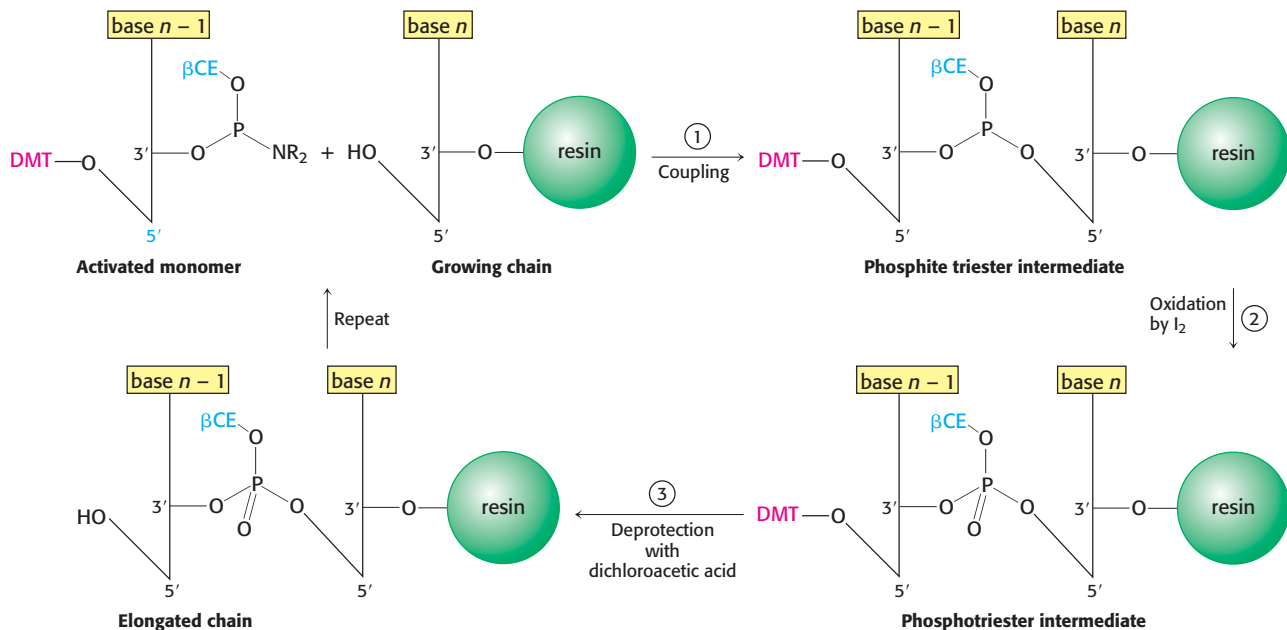 base n – 1
base n
base n – 1
base n
βCE
O
P
DMT
O
3′
O
NR2
+
HO
3′
O
resin
1
Coupling
βCE
O
P
DMT
O
3′
O
O
3′
O
resin
5′
5′
5′
5′
Activated monomer
Growing chain
Phosphite triester intermediate
Repeat
Oxidation
by I2
2
base n – 1
base n
base n – 1
base n
βCE
O
P
HO
3′
O
O
O
3′
O
resin
3
Deprotection
with
dichloroacetic acid
βCE
O
P
DMT
O
3′
O
O
O
3′
O
resin
5′
5′
5′
5′
Elongated chain
Phosphotriester intermediate